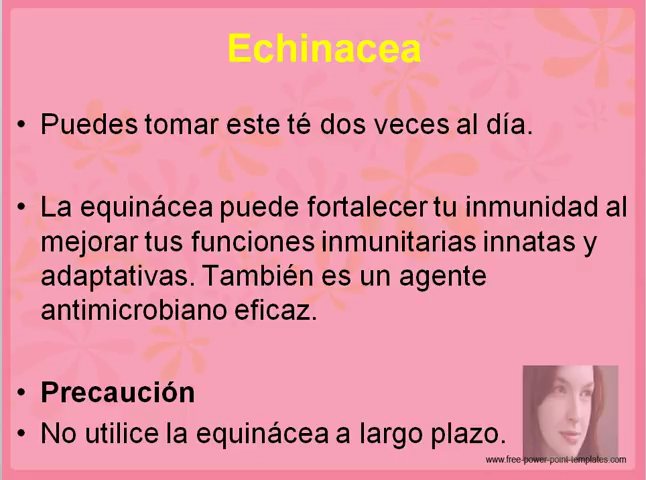 Echinacea
• Puedes tomar este té dos veces al día.
• La equinácea puede fortalecer tu inmunidad al
mejorar tus funciones inmunitarias innatas y
adaptativas. También es un agente
antimicrobiano eficaz.
• Precaución
• No utilice la equinácea a largo plazo.
www.free-power-point-templates.com